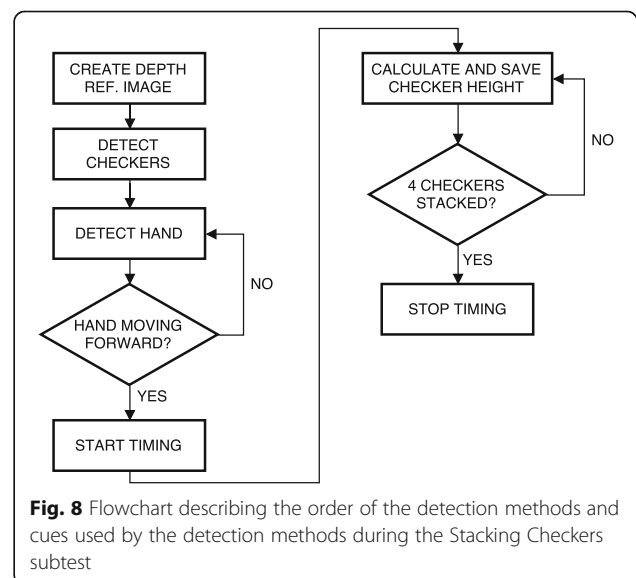 CREATE DEPTH
REF. IMAGE
DETECT
CHECKERS
DETECT HAND
NO
HAND MOVING
FORWARD?
YES
START TIMING
CALCULATE AND SAVE
CHECKER HEIGHT
NO
4 CHECKERS
STACKED?
YES
STOP TIMING
Fig. 8 Flowchart describing the order of the detection methods and
cues used by the detection methods during the Stacking Checkers
subtest